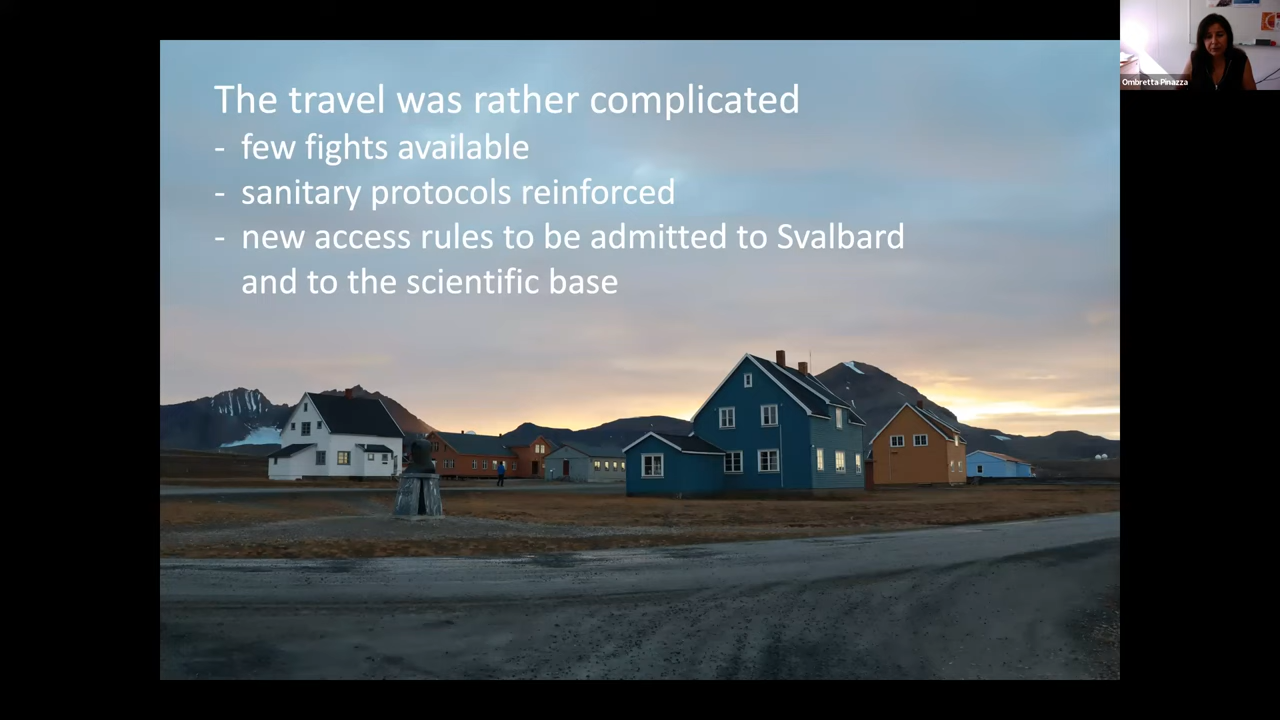 The travel was rather complicated
- few fights available
- sanitary protocols reinforced
- new access rules to be admitted to Svalbard
and to the scientific base
Ombretta Pinazza